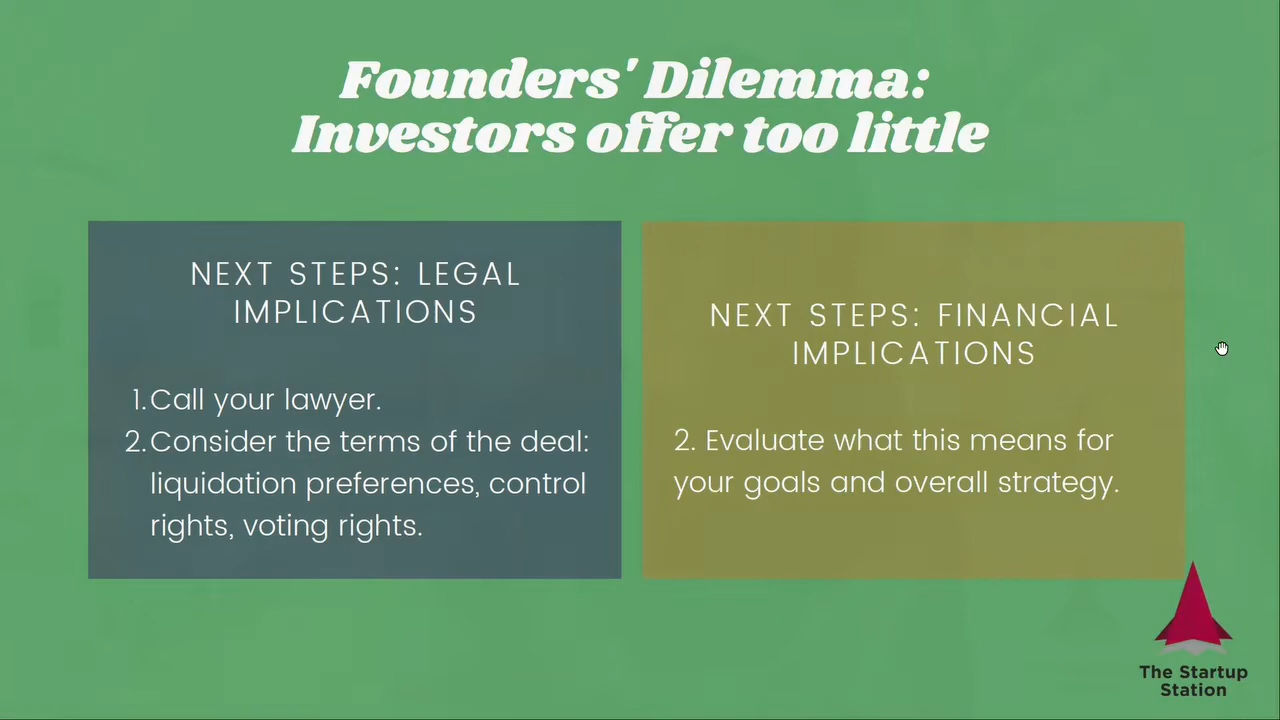 Founders' Dilemma:
Investors offer too little
NEXT STEPS: LEGAL
IMPLICATIONS
1. Call your lawyer.
2. Consider the terms of the deal:
liquidation preferences, control
rights, voting rights.
NEXT STEPS: FINANCIAL
IMPLICATIONS
2. Evaluate what this means for
your goals and overall strategy.
The Startup
Station